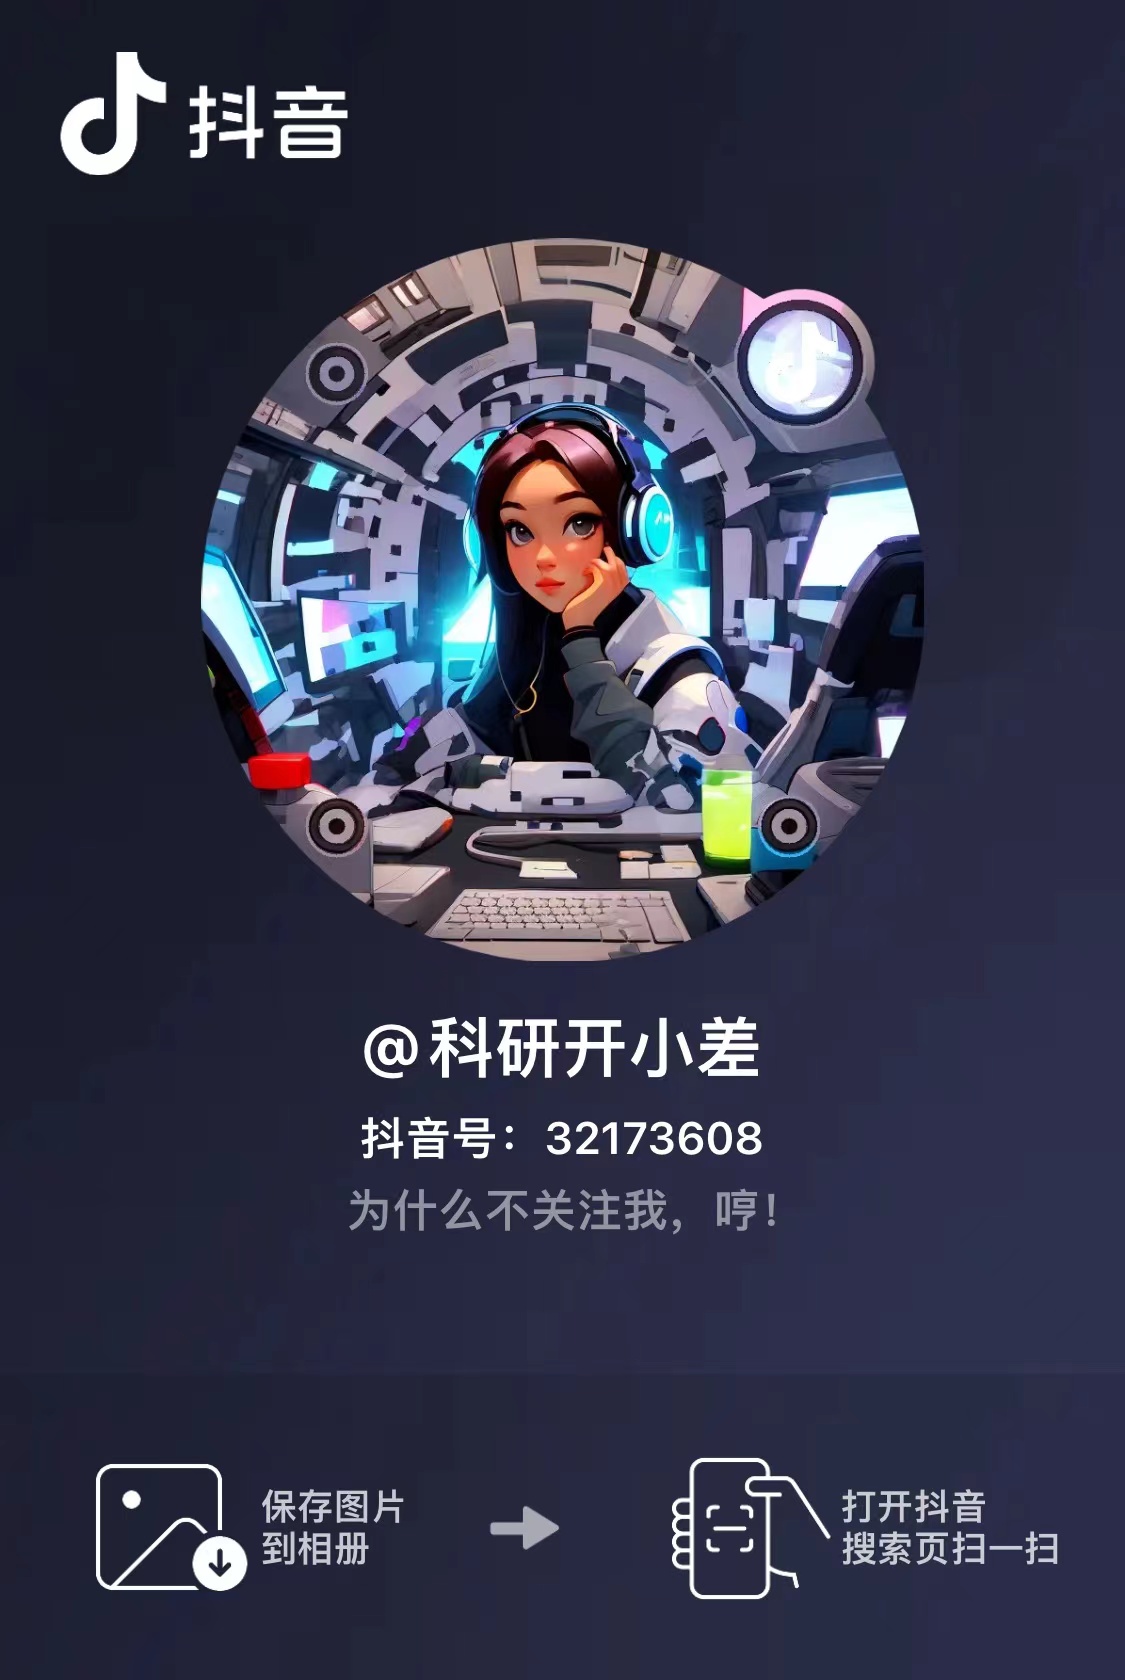 抖音
@科研开小差
抖音号：32173608
为什么不关注我，哼！
保存图片
到相册
打开抖音
搜索页扫一扫